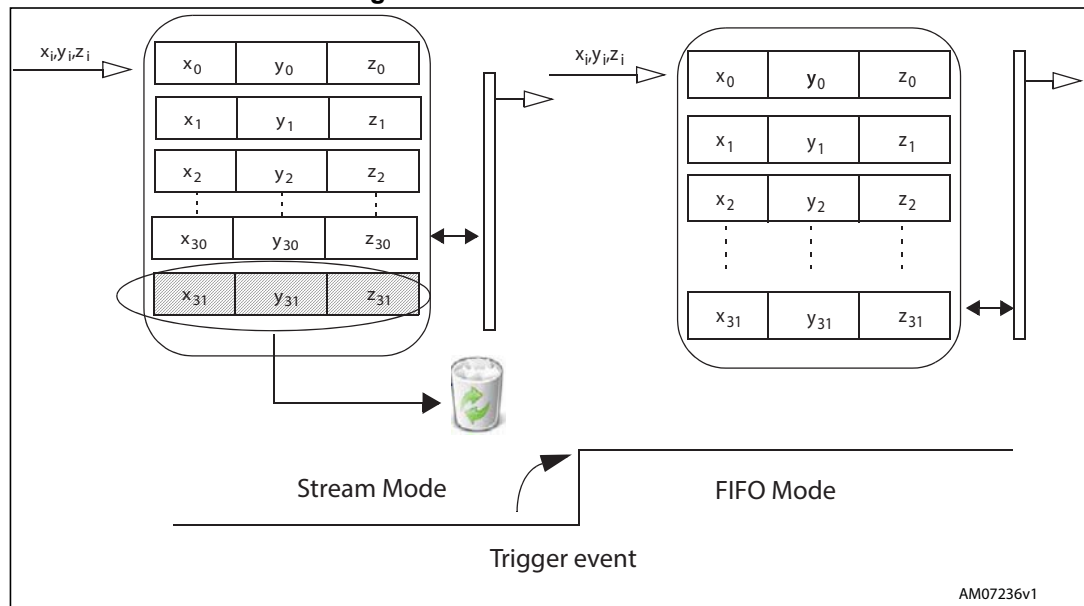 xᵢ,yᵢ,zᵢ
x₀ y₀ z₀
x₁ y₁ z₁
x₂ y₂ z₂
x₃₀ y₃₀ z₃₀
x₃₁ y₃₁ z₃₁
xᵢ,yᵢ,zᵢ
x₀ y₀ z₀
x₁ y₁ z₁
x₂ y₂ z₂
x₃₁ y₃₁ z₃₁
Stream Mode
FIFO Mode
Trigger event
AM07236v1